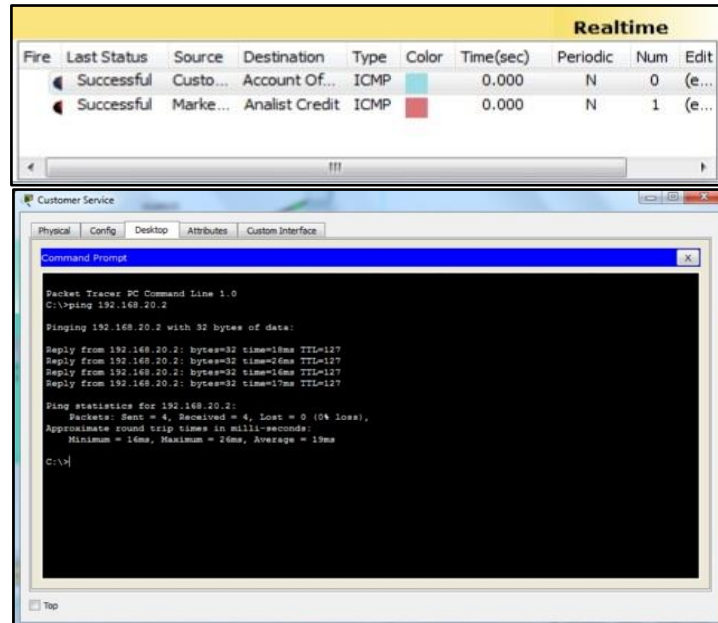 Realtime
Fire Last Status Source Destination Type Color Time(sec) Periodic Num Edit
Successful Custo... Account Of... ICMP 0.000 N 0 (e...
Successful Marke... Analist Credit ICMP 0.000 N 1 (e...
Customer Service
Physical Config Desktop Attributes Custom Interface
Command Prompt X
Packet Tracer PC Command Line 1.0
C:\>ping 192.168.20.2
Pinging 192.168.20.2 with 32 bytes of data:
Reply from 192.168.20.2: bytes=32 time=18ms TTL=127
Reply from 192.168.20.2: bytes=32 time=26ms TTL=127
Reply from 192.168.20.2: bytes=32 time=16ms TTL=127
Reply from 192.168.20.2: bytes=32 time=17ms TTL=127
Ping statistics for 192.168.20.2:
Packets: Sent = 4, Received = 4, Lost = 0 (0% loss),
Approximate round trip times in milli-seconds:
Minimum = 16ms, Maximum = 26ms, Average = 19ms
C:\>
Top